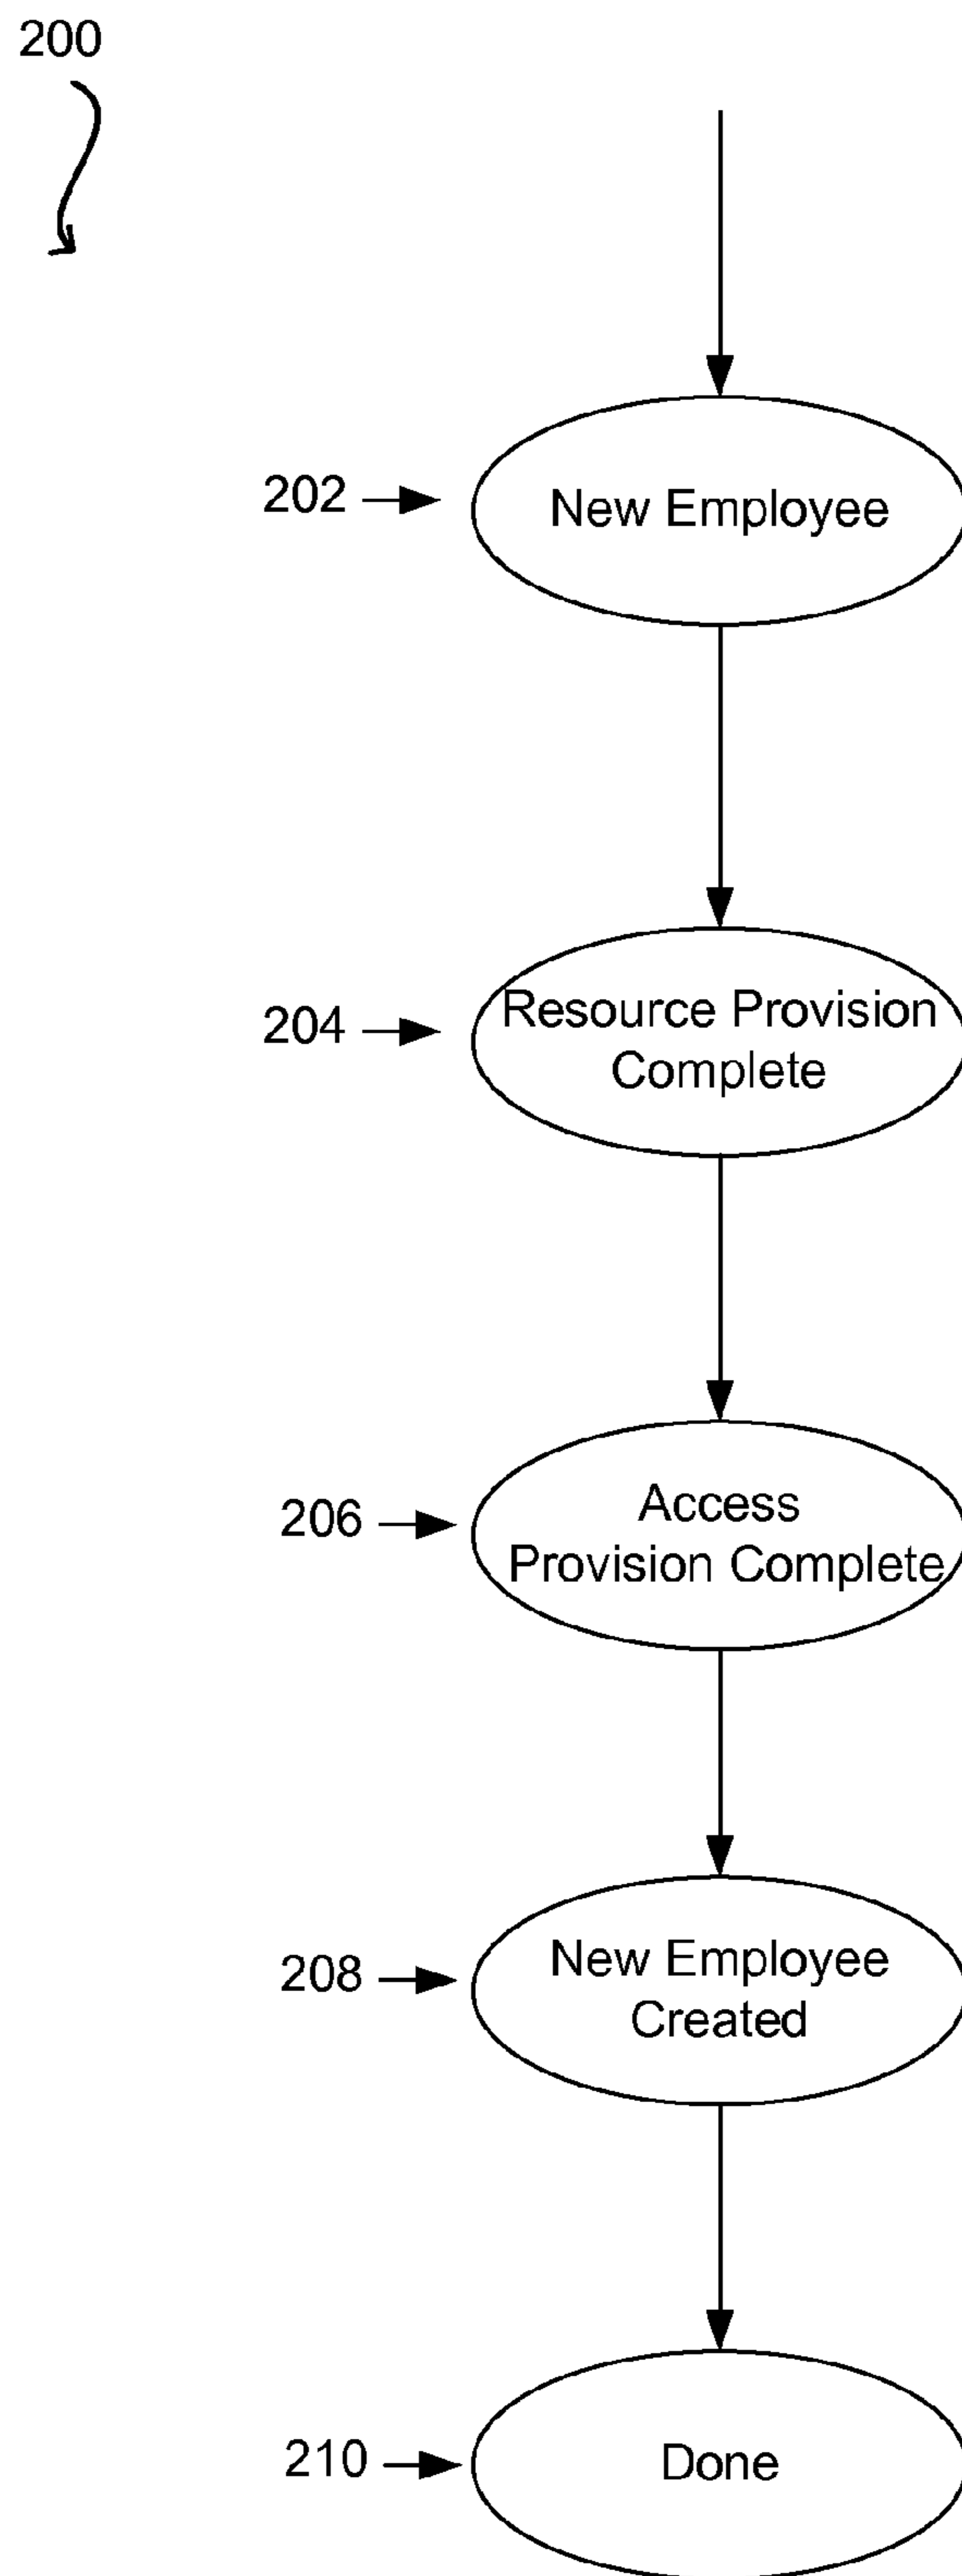 200
202
New Employee
204
Resource Provision
Complete
206
Access
Provision Complete
208
New Employee
Created
210
Done